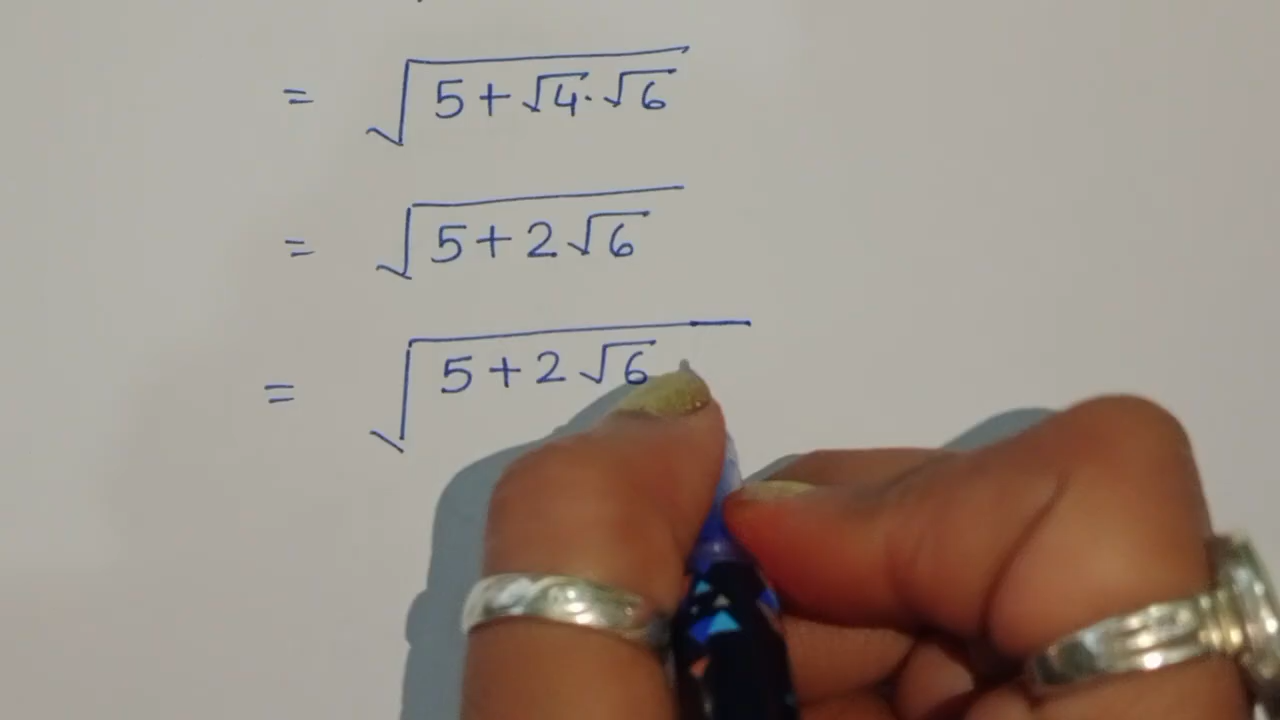 = √(5+√4·√6)
= √(5+2√6)
= √(5+2√6)